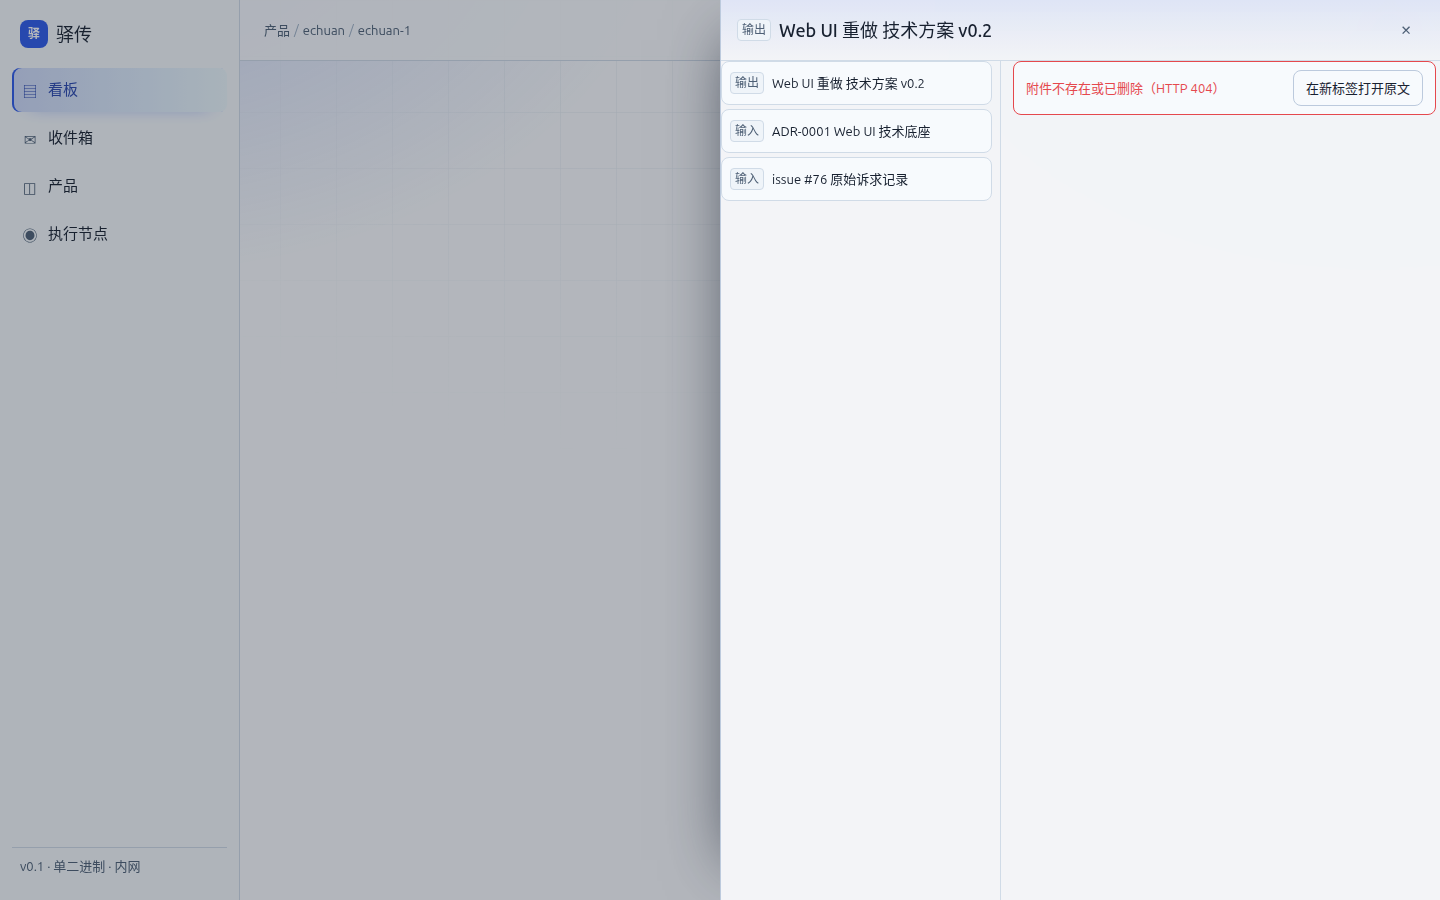 驿 驿传
看板
收件箱
产品
执行节点
v0.1 · 单二进制 · 内网
产品 / echuan / echuan-1
输出 Web UI 重做 技术方案 v0.2 ×
输出 Web UI 重做 技术方案 v0.2
输入 ADR-0001 Web UI 技术底座
输入 issue #76 原始诉求记录
附件不存在或已删除（HTTP 404） 在新标签打开原文